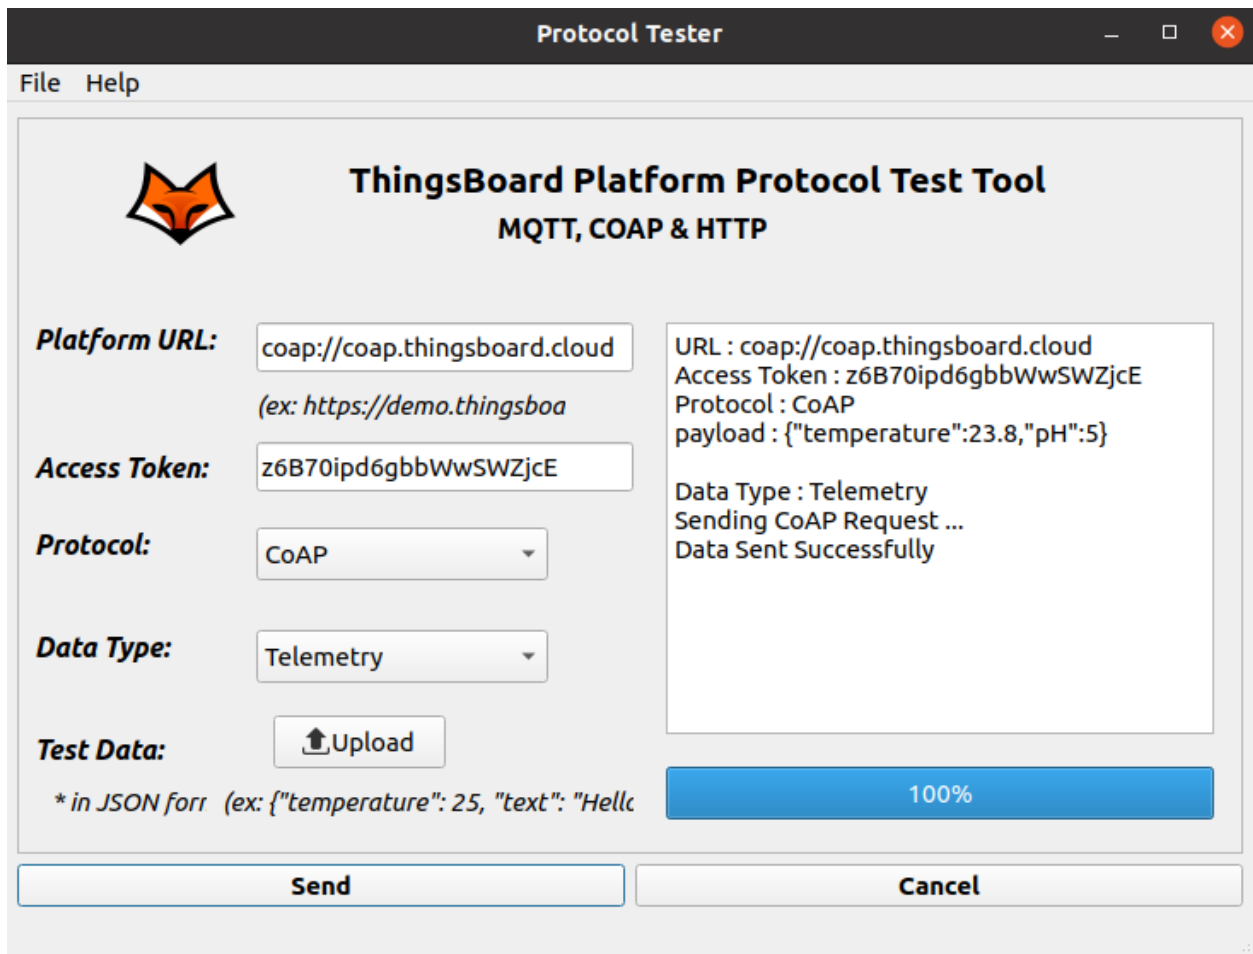 Protocol Tester
File Help
ThingsBoard Platform Protocol Test Tool
MQTT, COAP & HTTP
Platform URL:
coap://coap.thingsboard.cloud
(ex: https://demo.thingsboa
Access Token:
z6B70ipd6gbbWwSWZjcE
Protocol:
CoAP
Data Type:
Telemetry
Test Data:
Upload
* in JSON forr (ex: {"temperature": 25, "text": "Hello
URL : coap://coap.thingsboard.cloud
Access Token : z6B70ipd6gbbWwSWZjcE
Protocol : CoAP
payload : {"temperature":23.8,"pH":5}
Data Type : Telemetry
Sending CoAP Request ...
Data Sent Successfully
100%
Send
Cancel